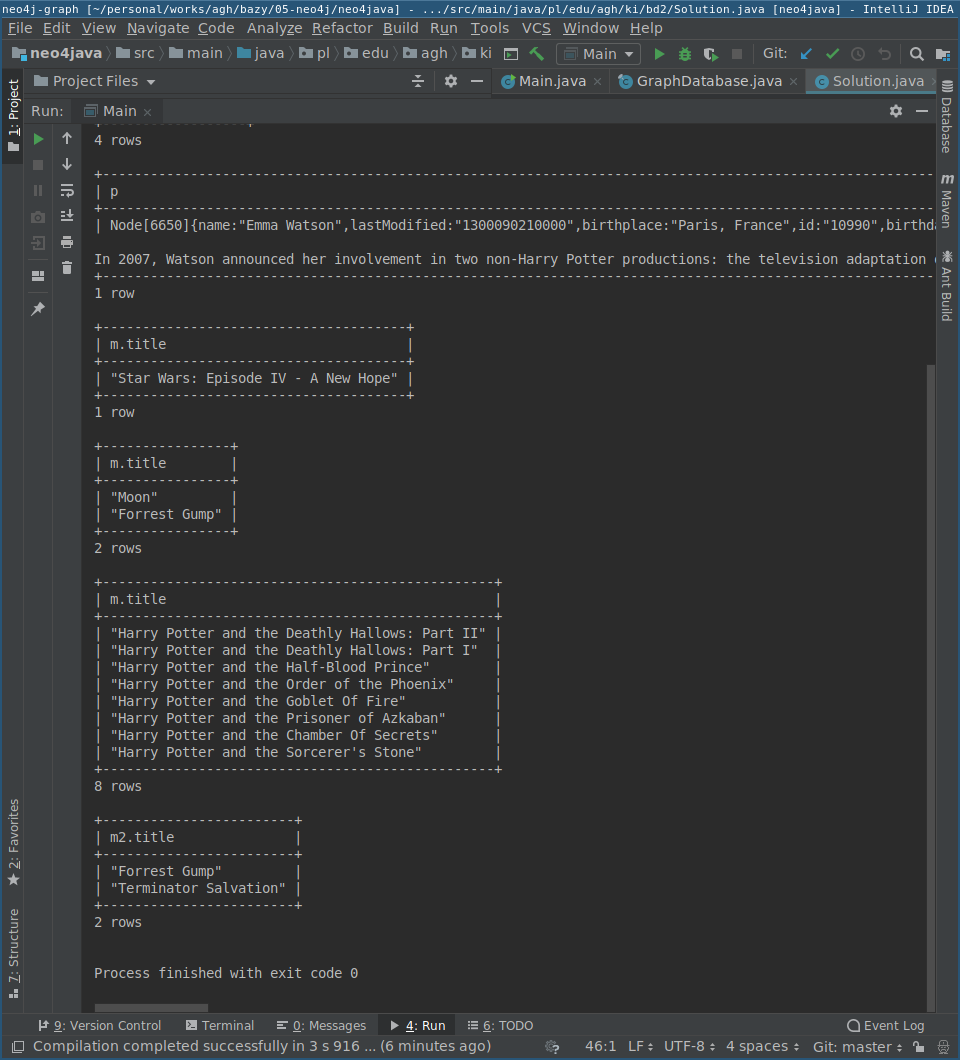 neo4j-graph [~/personal/works/agh/bazy/05-neo4j/neo4java] - .../src/main/java/pl/edu/agh/ki/bd2/Solution.java [neo4java] - IntelliJ IDEA
File Edit View Navigate Code Analyze Refactor Build Run Tools VCS Window Help
neo4java src main java pl edu agh ki Main Git:
Project Files Main.java GraphDatabase.java Solution.java
Run: Main
1: Project
2: Favorites
7: Structure
4 rows
+--------------------------------------------------------------------------------------------------------
| p
+--------------------------------------------------------------------------------------------------------
| Node[6650]{name:"Emma Watson",lastModified:"1300090210000",birthplace:"Paris, France",id:"10990",birthda
In 2007, Watson announced her involvement in two non-Harry Potter productions: the television adaptation
+--------------------------------------------------------------------------------------------------------
1 row
+--------------------------------------+
| m.title                              |
+--------------------------------------+
| "Star Wars: Episode IV - A New Hope" |
+--------------------------------------+
1 row
+----------------+
| m.title        |
+----------------+
| "Moon"         |
| "Forrest Gump" |
+----------------+
2 rows
+-------------------------------------------------+
| m.title                                         |
+-------------------------------------------------+
| "Harry Potter and the Deathly Hallows: Part II" |
| "Harry Potter and the Deathly Hallows: Part I"  |
| "Harry Potter and the Half-Blood Prince"        |
| "Harry Potter and the Order of the Phoenix"     |
| "Harry Potter and the Goblet Of Fire"           |
| "Harry Potter and the Prisoner of Azkaban"      |
| "Harry Potter and the Chamber Of Secrets"       |
| "Harry Potter and the Sorcerer's Stone"         |
+-------------------------------------------------+
8 rows
+------------------------+
| m2.title               |
+------------------------+
| "Forrest Gump"         |
| "Terminator Salvation" |
+------------------------+
2 rows
Process finished with exit code 0
Database
m Maven
Ant Build
9: Version Control Terminal 0: Messages 4: Run 6: TODO Event Log
Compilation completed successfully in 3 s 916 ... (6 minutes ago) 46:1 LF UTF-8 4 spaces Git: master